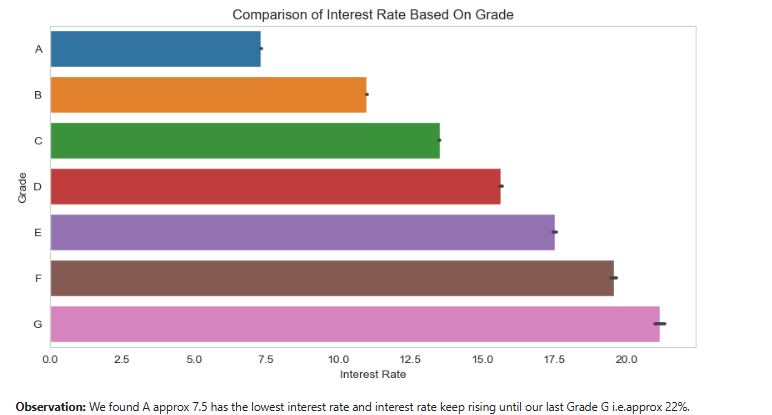 Comparison of Interest Rate Based On Grade
A
B
C
D
E
F
G
Grade
0.0 2.5 5.0 7.5 10.0 12.5 15.0 17.5 20.0
Interest Rate
Observation: We found A approx 7.5 has the lowest interest rate and interest rate keep rising until our last Grade G i.e.approx 22%.